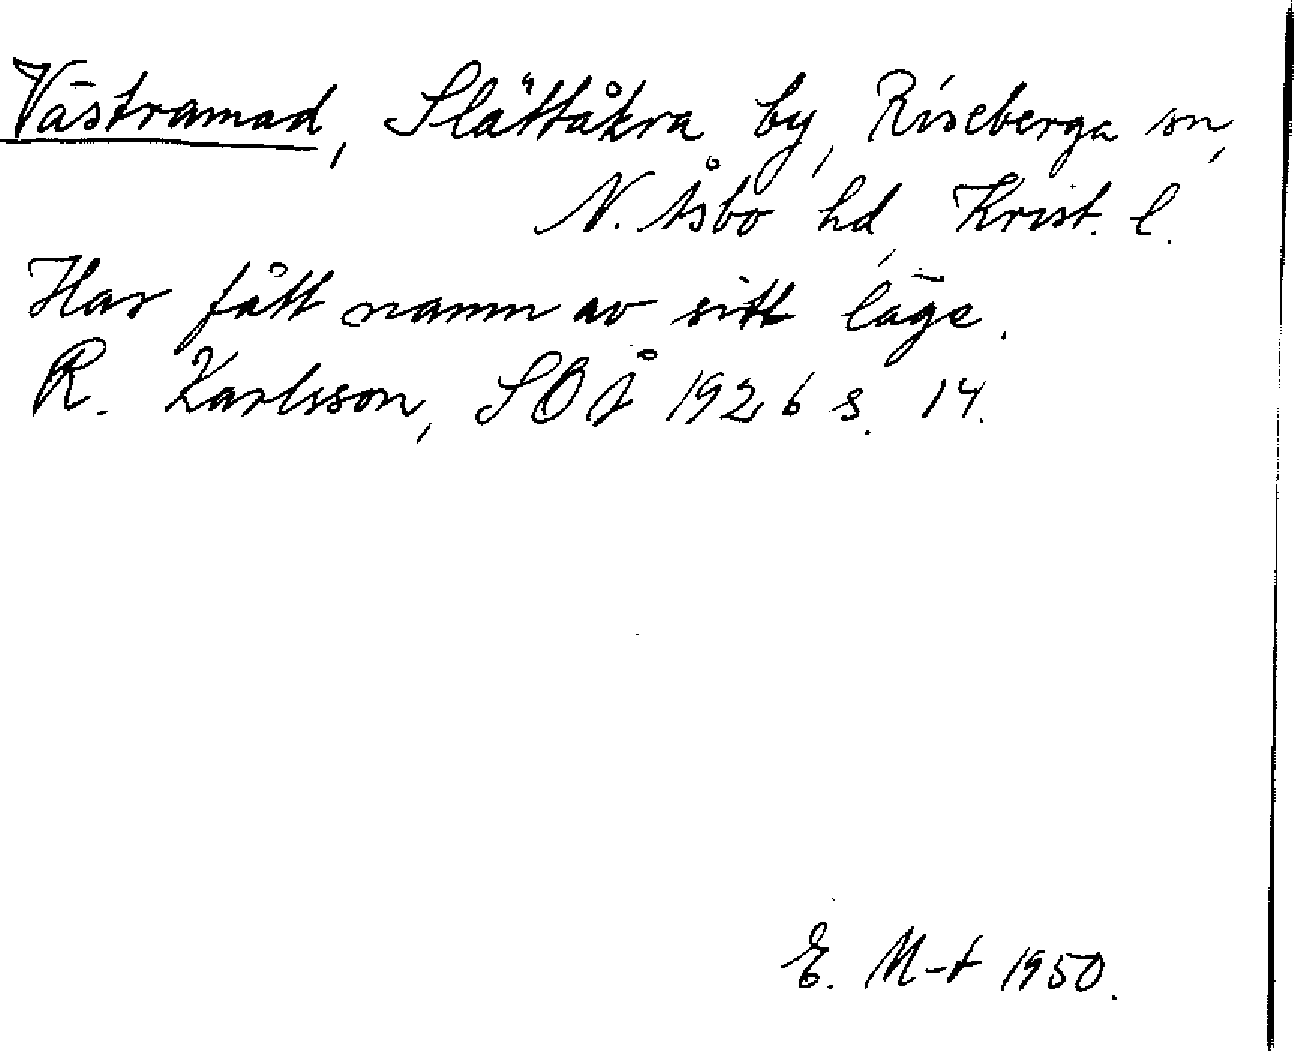 Västramad, Slättåkra by, Riseberga sn,
N. Åsbo hd, Krist. l.
Har fått namn av sitt läge.
R. Karlsson, SOÅ 1926 s. 14.
E. M-t 1950.